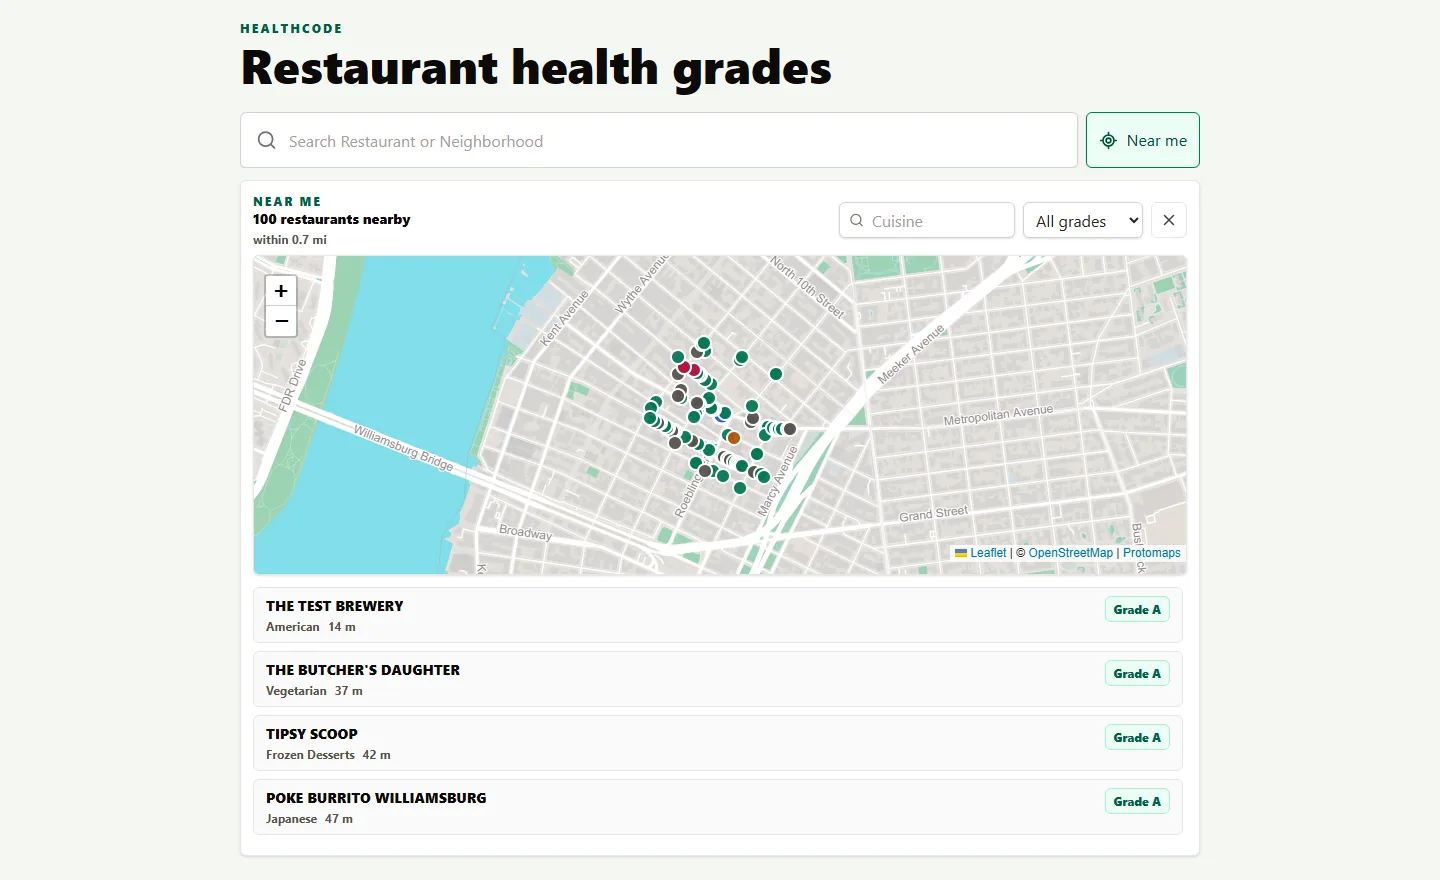 HEALTHCODE
Restaurant health grades
Search Restaurant or Neighborhood
Near me
NEAR ME
100 restaurants nearby
within 0.7 mi
Cuisine
All grades
+
−
FDR Drive
Williamsburg Bridge
Kent Avenue
Wythe Avenue
North 10th Street
Meeker Avenue
Metropolitan Avenue
Marcy Avenue
Roebling
Grand Street
Broadway
Leaflet | © OpenStreetMap | Protomaps
THE TEST BREWERY
Grade A
American 14 m
THE BUTCHER'S DAUGHTER
Grade A
Vegetarian 37 m
TIPSY SCOOP
Grade A
Frozen Desserts 42 m
POKE BURRITO WILLIAMSBURG
Grade A
Japanese 47 m